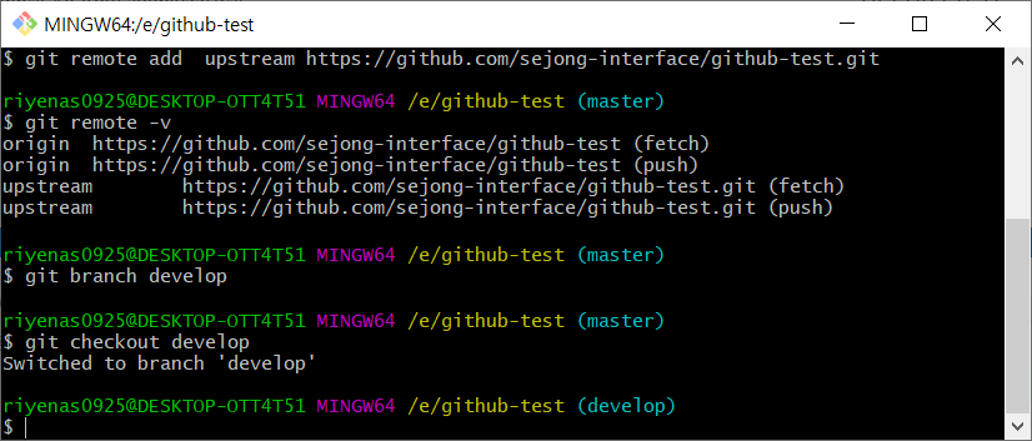 MINGW64:/e/github-test
$ git remote add  upstream https://github.com/sejong-interface/github-test.git
riyenas0925@DESKTOP-OTT4T51 MINGW64 /e/github-test (master)
$ git remote -v
origin  https://github.com/sejong-interface/github-test (fetch)
origin  https://github.com/sejong-interface/github-test (push)
upstream        https://github.com/sejong-interface/github-test.git (fetch)
upstream        https://github.com/sejong-interface/github-test.git (push)
riyenas0925@DESKTOP-OTT4T51 MINGW64 /e/github-test (master)
$ git branch develop
riyenas0925@DESKTOP-OTT4T51 MINGW64 /e/github-test (master)
$ git checkout develop
Switched to branch 'develop'
riyenas0925@DESKTOP-OTT4T51 MINGW64 /e/github-test (develop)
$